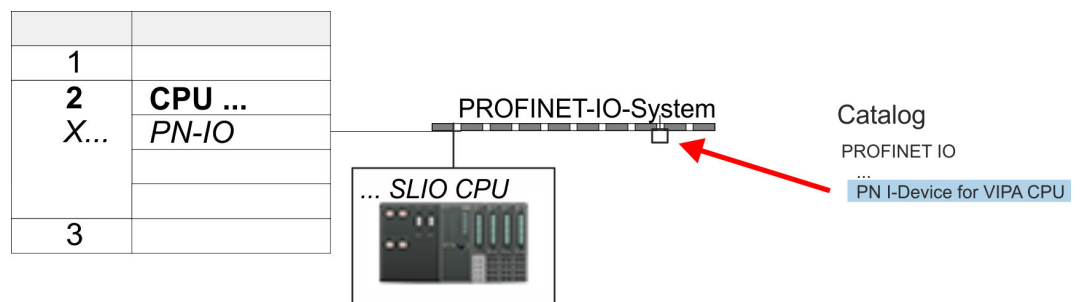 1
2 CPU ...
X... PN-IO
3
PROFINET-IO-System
... SLIO CPU
Catalog
PROFINET IO
...
PN I-Device for VIPA CPU